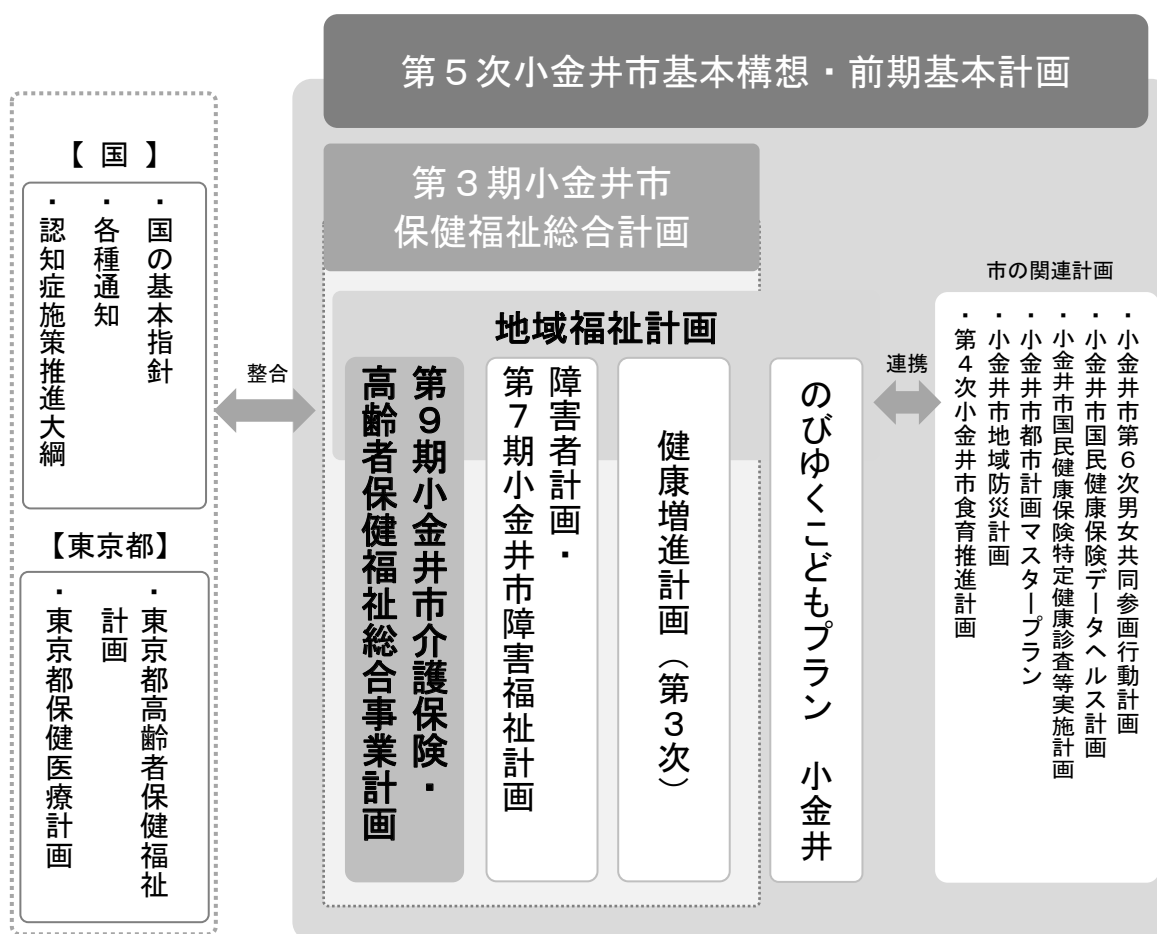 第５次小金井市基本構想・前期基本計画
【 国 】
・国の基本指針
・各種通知
・認知症施策推進大綱
【東京都】
・東京都高齢者保健福祉
計画
・東京都保健医療計画
整合
第３期小金井市
保健福祉総合計画
地域福祉計画
第９期小金井市介護保険・
高齢者保健福祉総合事業計画
障害者計画・
第７期小金井市障害福祉計画
健康増進計画（第３次）
のびゆくこどもプラン　小金井
連携
市の関連計画
・小金井市第６次男女共同参画行動計画
・小金井市国民健康保険データヘルス計画
・小金井市国民健康保険特定健康診査等実施計画
・小金井市都市計画マスタープラン
・小金井市地域防災計画
・第４次小金井市食育推進計画